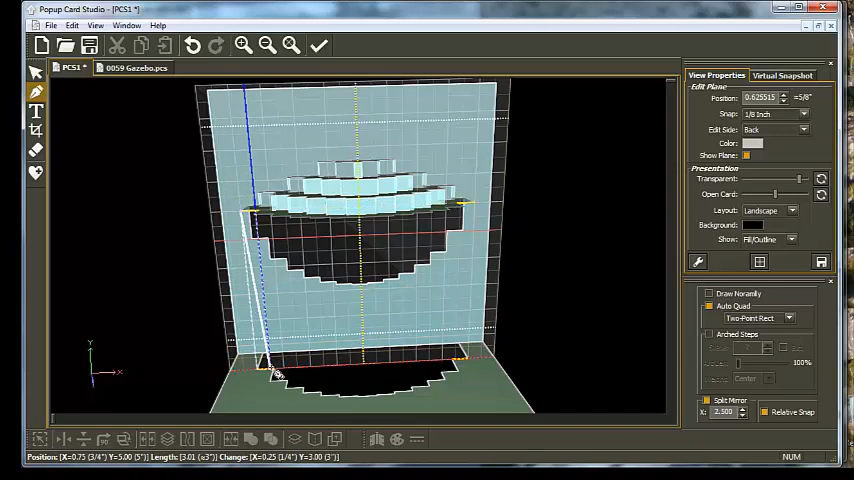 Popup Card Studio - [PCS1 *]
File Edit View Window Help
PCS1 * 0059 Gazebo.pcs
View Properties Virtual Snapshot
Edit Plane
Position: 0.625515 =5/8"
Snap: 1/8 Inch
Edit Side: Back
Color:
Show Plane:
Presentation
Transparent:
Open Card:
Layout: Landscape
Background:
Show: Fill/Outline
Draw Noramily
Auto Quad
Two-Point Rect
Arched Steps
100%
Center
Split Mirror
X: 2.500 Relative Snap
Y
X
Position: [X=0.75 (3/4") Y=5.00 (5")] Length: [3.01 (≈3")] Change: [X=0.25 (1/4") Y=3.00 (3")]
NUM